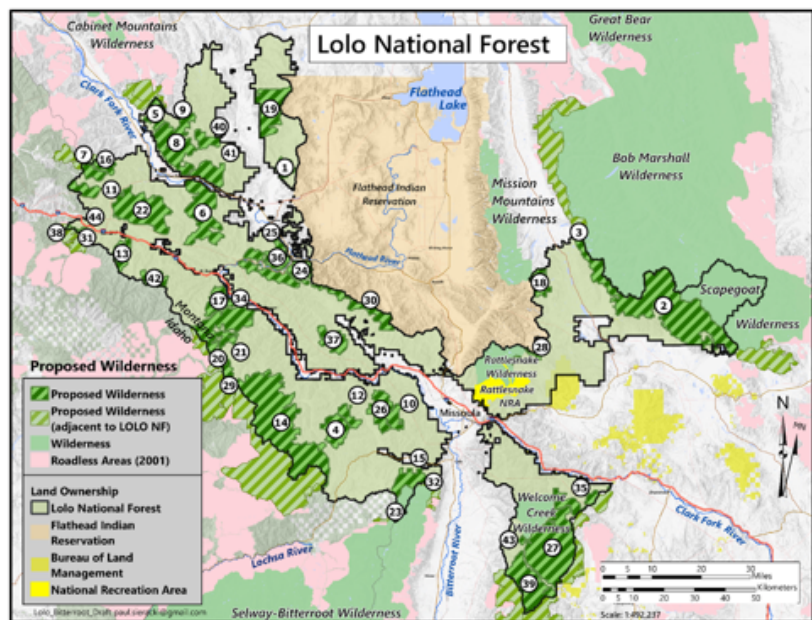 Lolo National Forest
Cabinet Mountains
Wilderness
Great Bear
Wilderness
Clark Fork River
Flathead
Lake
Bob Marshall
Wilderness
Mission
Mountains
Wilderness
Flathead Indian
Reservation
Flathead River
Scapegoat
Wilderness
Montana
Idaho
Rattlesnake
Wilderness
Rattlesnake
NRA
Missoula
Welcome
Creek
Wilderness
Clark Fork River
Bitterroot River
Lochsa River
Selway-Bitterroot Wilderness
5
9
19
40
8
41
7
16
1
11
22
6
44
38
31
13
25
36
24
42
3
18
2
17
34
30
37
28
20
21
29
12
26
10
14
4
15
32
23
35
43
27
39
Proposed Wilderness
Proposed Wilderness
Proposed Wilderness
(adjacent to LOLO NF)
Wilderness
Roadless Areas (2001)
Land Ownership
Lolo National Forest
Flathead Indian
Reservation
Bureau of Land
Management
National Recreation Area
N
MN
0 5 10 20 30
Miles
Kilometers
0 5 10 20 30 40 50
Scale: 1:492,237